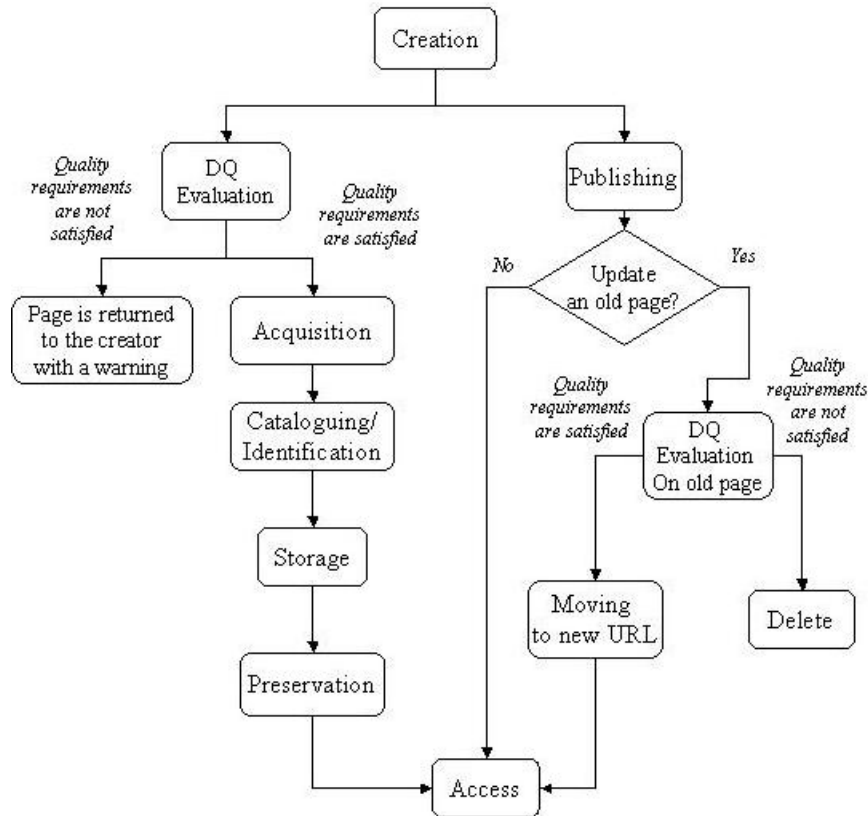 Creation
Quality
requirements
are not
satisfied
DQ
Evaluation
Quality
requirements
are satisfied
Publishing
No
Update
an old page?
Yes
Page is returned
to the creator
with a warning
Acquisition
Cataloguing/
Identification
Quality
requirements
are satisfied
DQ
Evaluation
On old page
Quality
requirements
are not
satisfied
Storage
Moving
to new URL
Delete
Preservation
Access